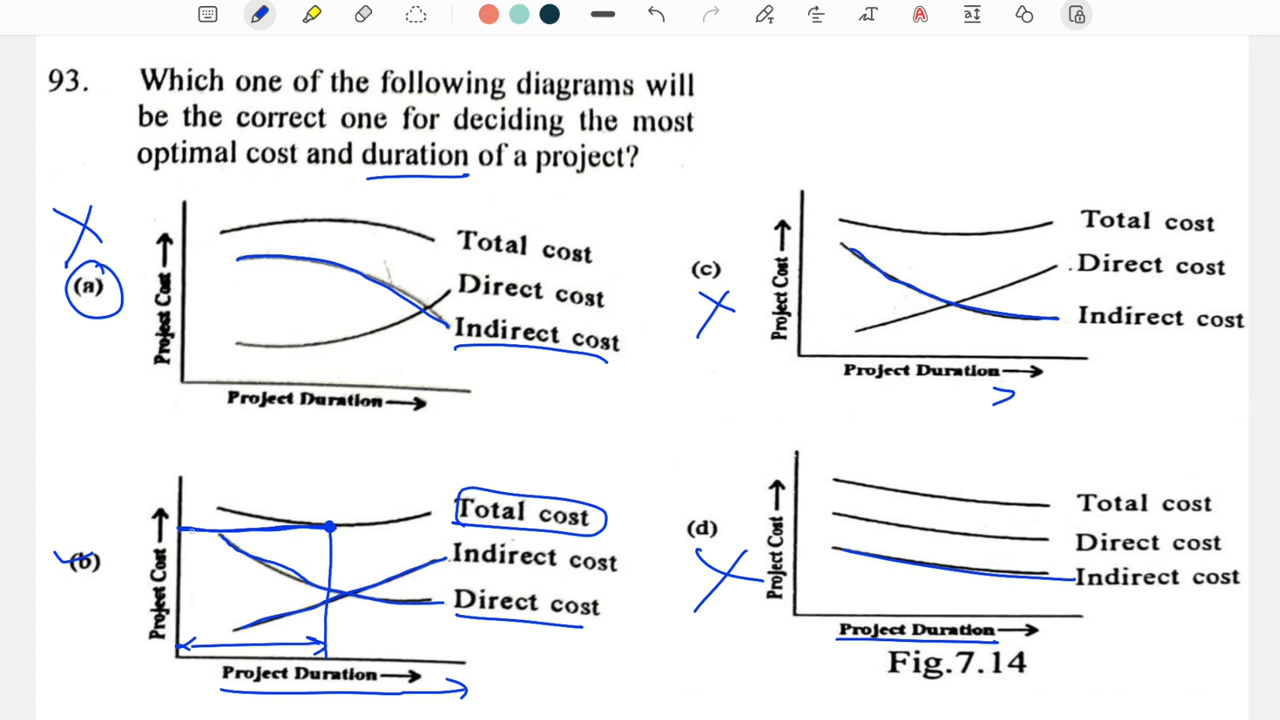 93. Which one of the following diagrams will
be the correct one for deciding the most
optimal cost and duration of a project?
(a)
Project Cost
Total cost
Direct cost
Indirect cost
Project Duration
(b)
Project Cost
Total cost
Indirect cost
Direct cost
Project Duration
(c)
Project Cost
Total cost
Direct cost
Indirect cost
Project Duration
(d)
Project Cost
Total cost
Direct cost
Indirect cost
Project Duration
Fig.7.14